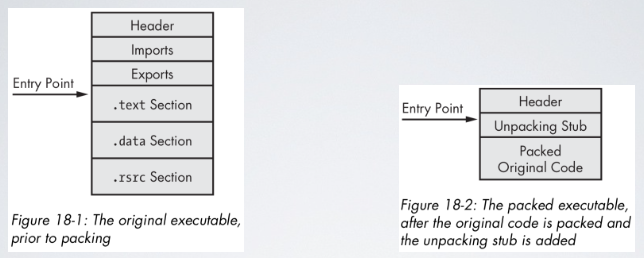 Header
Imports
Exports
Entry Point
.text Section
.data Section
.rsrc Section
Figure 18-1: The original executable,
prior to packing
Header
Entry Point
Unpacking Stub
Packed
Original Code
Figure 18-2: The packed executable,
after the original code is packed and
the unpacking stub is added